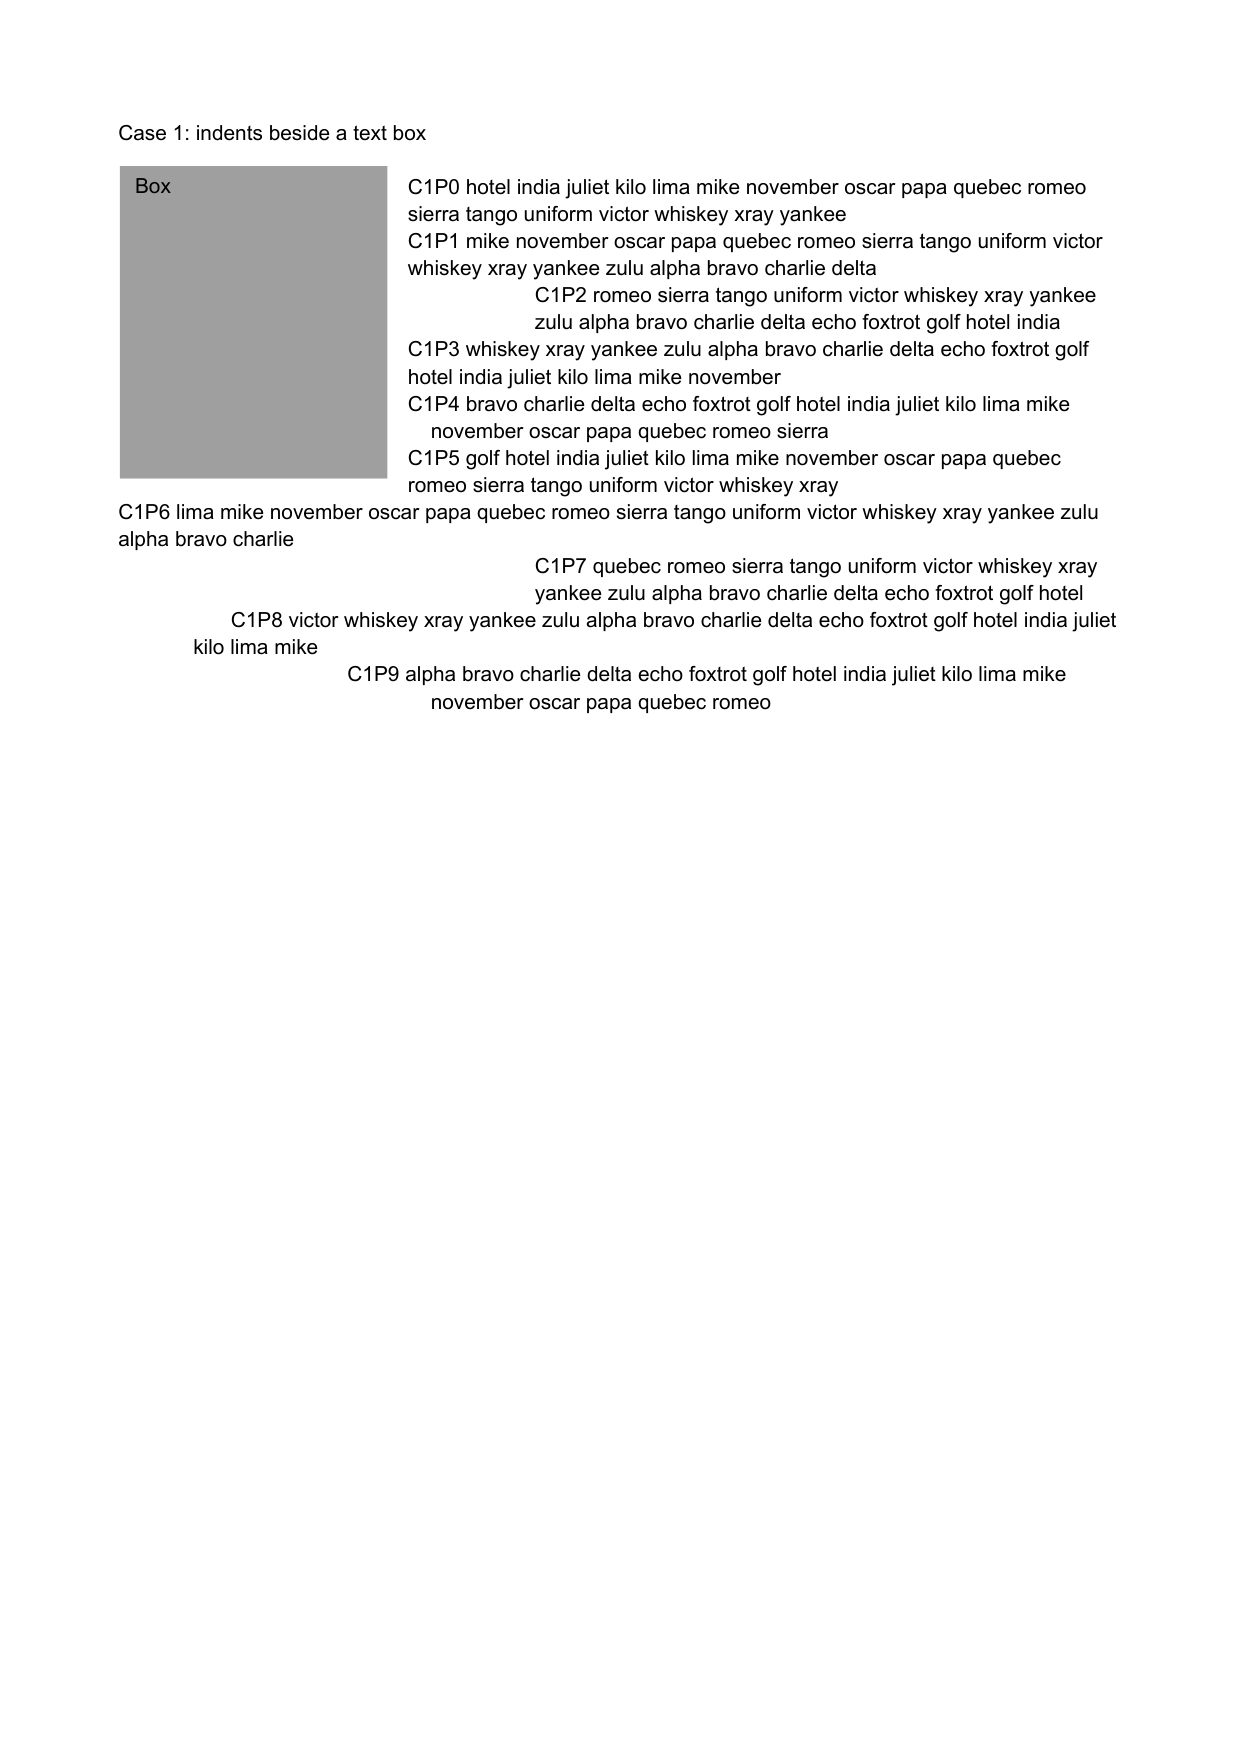 Case 1: indents beside a text box
Box
C1P0 hotel india juliet kilo lima mike november oscar papa quebec romeo
sierra tango uniform victor whiskey xray yankee
C1P1 mike november oscar papa quebec romeo sierra tango uniform victor
whiskey xray yankee zulu alpha bravo charlie delta
C1P2 romeo sierra tango uniform victor whiskey xray yankee
zulu alpha bravo charlie delta echo foxtrot golf hotel india
C1P3 whiskey xray yankee zulu alpha bravo charlie delta echo foxtrot golf
hotel india juliet kilo lima mike november
C1P4 bravo charlie delta echo foxtrot golf hotel india juliet kilo lima mike
november oscar papa quebec romeo sierra
C1P5 golf hotel india juliet kilo lima mike november oscar papa quebec
romeo sierra tango uniform victor whiskey xray
C1P6 lima mike november oscar papa quebec romeo sierra tango uniform victor whiskey xray yankee zulu
alpha bravo charlie
C1P7 quebec romeo sierra tango uniform victor whiskey xray
yankee zulu alpha bravo charlie delta echo foxtrot golf hotel
C1P8 victor whiskey xray yankee zulu alpha bravo charlie delta echo foxtrot golf hotel india juliet
kilo lima mike
C1P9 alpha bravo charlie delta echo foxtrot golf hotel india juliet kilo lima mike
november oscar papa quebec romeo